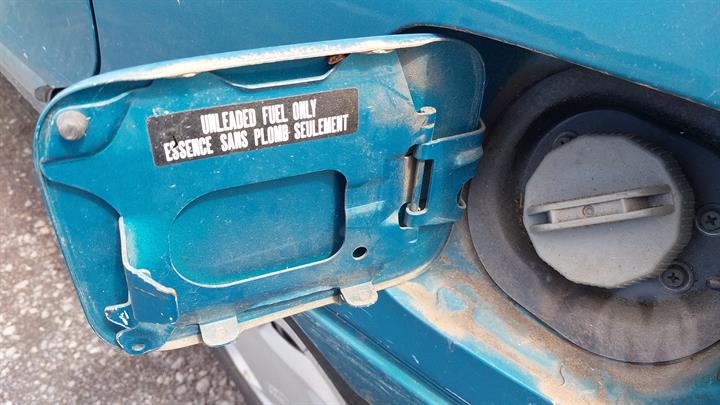 UNLEADED FUEL ONLY
ESSENCE SANS PLOMB SEULEMENT